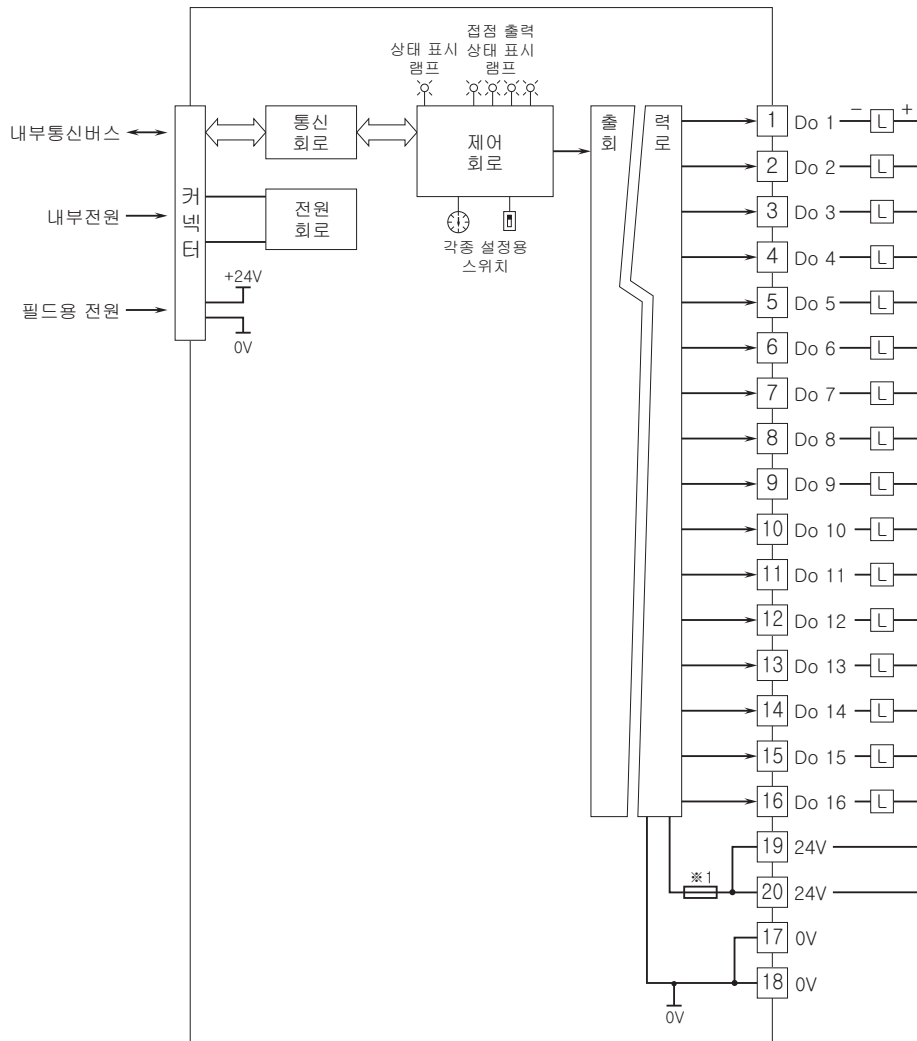 접점 출력
상태 표시
램프
상태 표시
램프
내부통신버스
내부전원
필드용 전원
커
넥
터
통신
회로
전원
회로
제어
회로
각종 설정용
스위치
+24V
0V
출 력
회 로
1 Do 1 − L +
2 Do 2 L
3 Do 3 L
4 Do 4 L
5 Do 5 L
6 Do 6 L
7 Do 7 L
8 Do 8 L
9 Do 9 L
10 Do 10 L
11 Do 11 L
12 Do 12 L
13 Do 13 L
14 Do 14 L
15 Do 15 L
16 Do 16 L
19 24V
※1
20 24V
17 0V
18 0V
0V